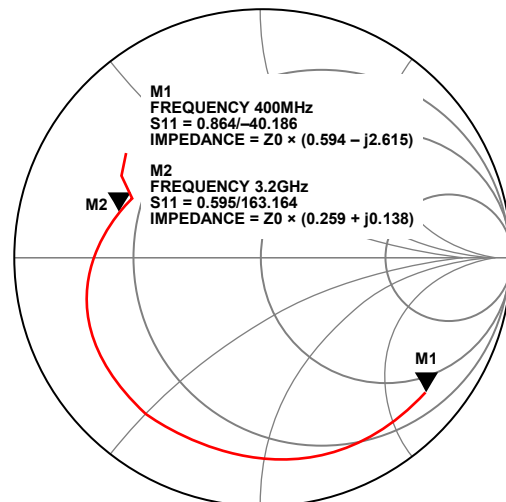 M1
FREQUENCY 400MHz
S11 = 0.864/–40.186
IMPEDANCE = Z0 × (0.594 – j2.615)
M2
FREQUENCY 3.2GHz
S11 = 0.595/163.164
IMPEDANCE = Z0 × (0.259 + j0.138)
M2
M1